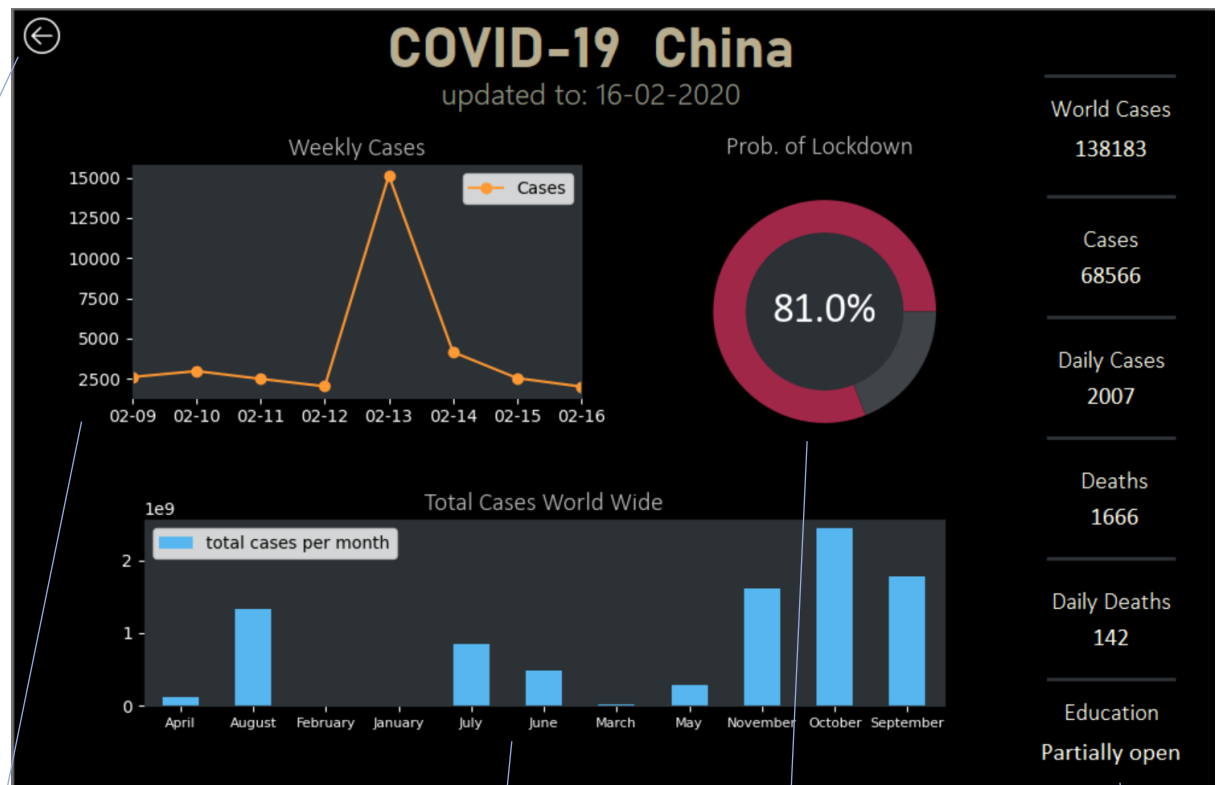 COVID-19 China
updated to: 16-02-2020
Weekly Cases
Cases
15000
12500
10000
7500
5000
2500
02-09 02-10 02-11 02-12 02-13 02-14 02-15 02-16
Prob. of Lockdown
81.0%
Total Cases World Wide
1e9
total cases per month
2
1
0
April August February January July June March May November October September
World Cases
138183
Cases
68566
Daily Cases
2007
Deaths
1666
Daily Deaths
142
Education
Partially open